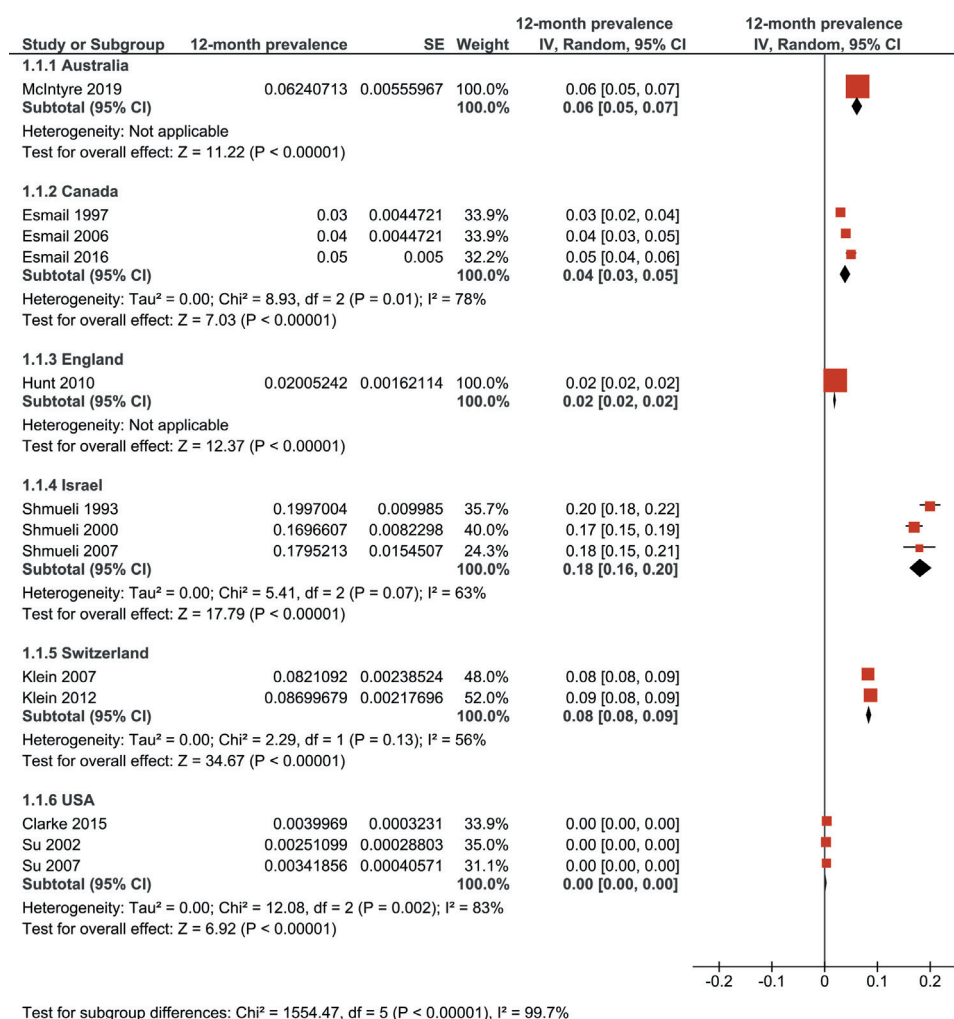 12-month prevalence 12-month prevalence
Study or Subgroup 12-month prevalence SE Weight IV, Random, 95% CI IV, Random, 95% CI
1.1.1 Australia
McIntyre 2019 0.06240713 0.00555967 100.0% 0.06 [0.05, 0.07]
Subtotal (95% CI) 100.0% 0.06 [0.05, 0.07]
Heterogeneity: Not applicable
Test for overall effect: Z = 11.22 (P < 0.00001)
1.1.2 Canada
Esmail 1997 0.03 0.0044721 33.9% 0.03 [0.02, 0.04]
Esmail 2006 0.04 0.0044721 33.9% 0.04 [0.03, 0.05]
Esmail 2016 0.05 0.005 32.2% 0.05 [0.04, 0.06]
Subtotal (95% CI) 100.0% 0.04 [0.03, 0.05]
Heterogeneity: Tau² = 0.00; Chi² = 8.93, df = 2 (P = 0.01); I² = 78%
Test for overall effect: Z = 7.03 (P < 0.00001)
1.1.3 England
Hunt 2010 0.02005242 0.00162114 100.0% 0.02 [0.02, 0.02]
Subtotal (95% CI) 100.0% 0.02 [0.02, 0.02]
Heterogeneity: Not applicable
Test for overall effect: Z = 12.37 (P < 0.00001)
1.1.4 Israel
Shmueli 1993 0.1997004 0.009985 35.7% 0.20 [0.18, 0.22]
Shmueli 2000 0.1696607 0.0082298 40.0% 0.17 [0.15, 0.19]
Shmueli 2007 0.1795213 0.0154507 24.3% 0.18 [0.15, 0.21]
Subtotal (95% CI) 100.0% 0.18 [0.16, 0.20]
Heterogeneity: Tau² = 0.00; Chi² = 5.41, df = 2 (P = 0.07); I² = 63%
Test for overall effect: Z = 17.79 (P < 0.00001)
1.1.5 Switzerland
Klein 2007 0.0821092 0.00238524 48.0% 0.08 [0.08, 0.09]
Klein 2012 0.08699679 0.00217696 52.0% 0.09 [0.08, 0.09]
Subtotal (95% CI) 100.0% 0.08 [0.08, 0.09]
Heterogeneity: Tau² = 0.00; Chi² = 2.29, df = 1 (P = 0.13); I² = 56%
Test for overall effect: Z = 34.67 (P < 0.00001)
1.1.6 USA
Clarke 2015 0.0039969 0.0003231 33.9% 0.00 [0.00, 0.00]
Su 2002 0.00251099 0.00028803 35.0% 0.00 [0.00, 0.00]
Su 2007 0.00341856 0.00040571 31.1% 0.00 [0.00, 0.00]
Subtotal (95% CI) 100.0% 0.00 [0.00, 0.00]
Heterogeneity: Tau² = 0.00; Chi² = 12.08, df = 2 (P = 0.002); I² = 83%
Test for overall effect: Z = 6.92 (P < 0.00001)
-0.2 -0.1 0 0.1 0.2
Test for subgroup differences: Chi² = 1554.47, df = 5 (P < 0.00001), I² = 99.7%